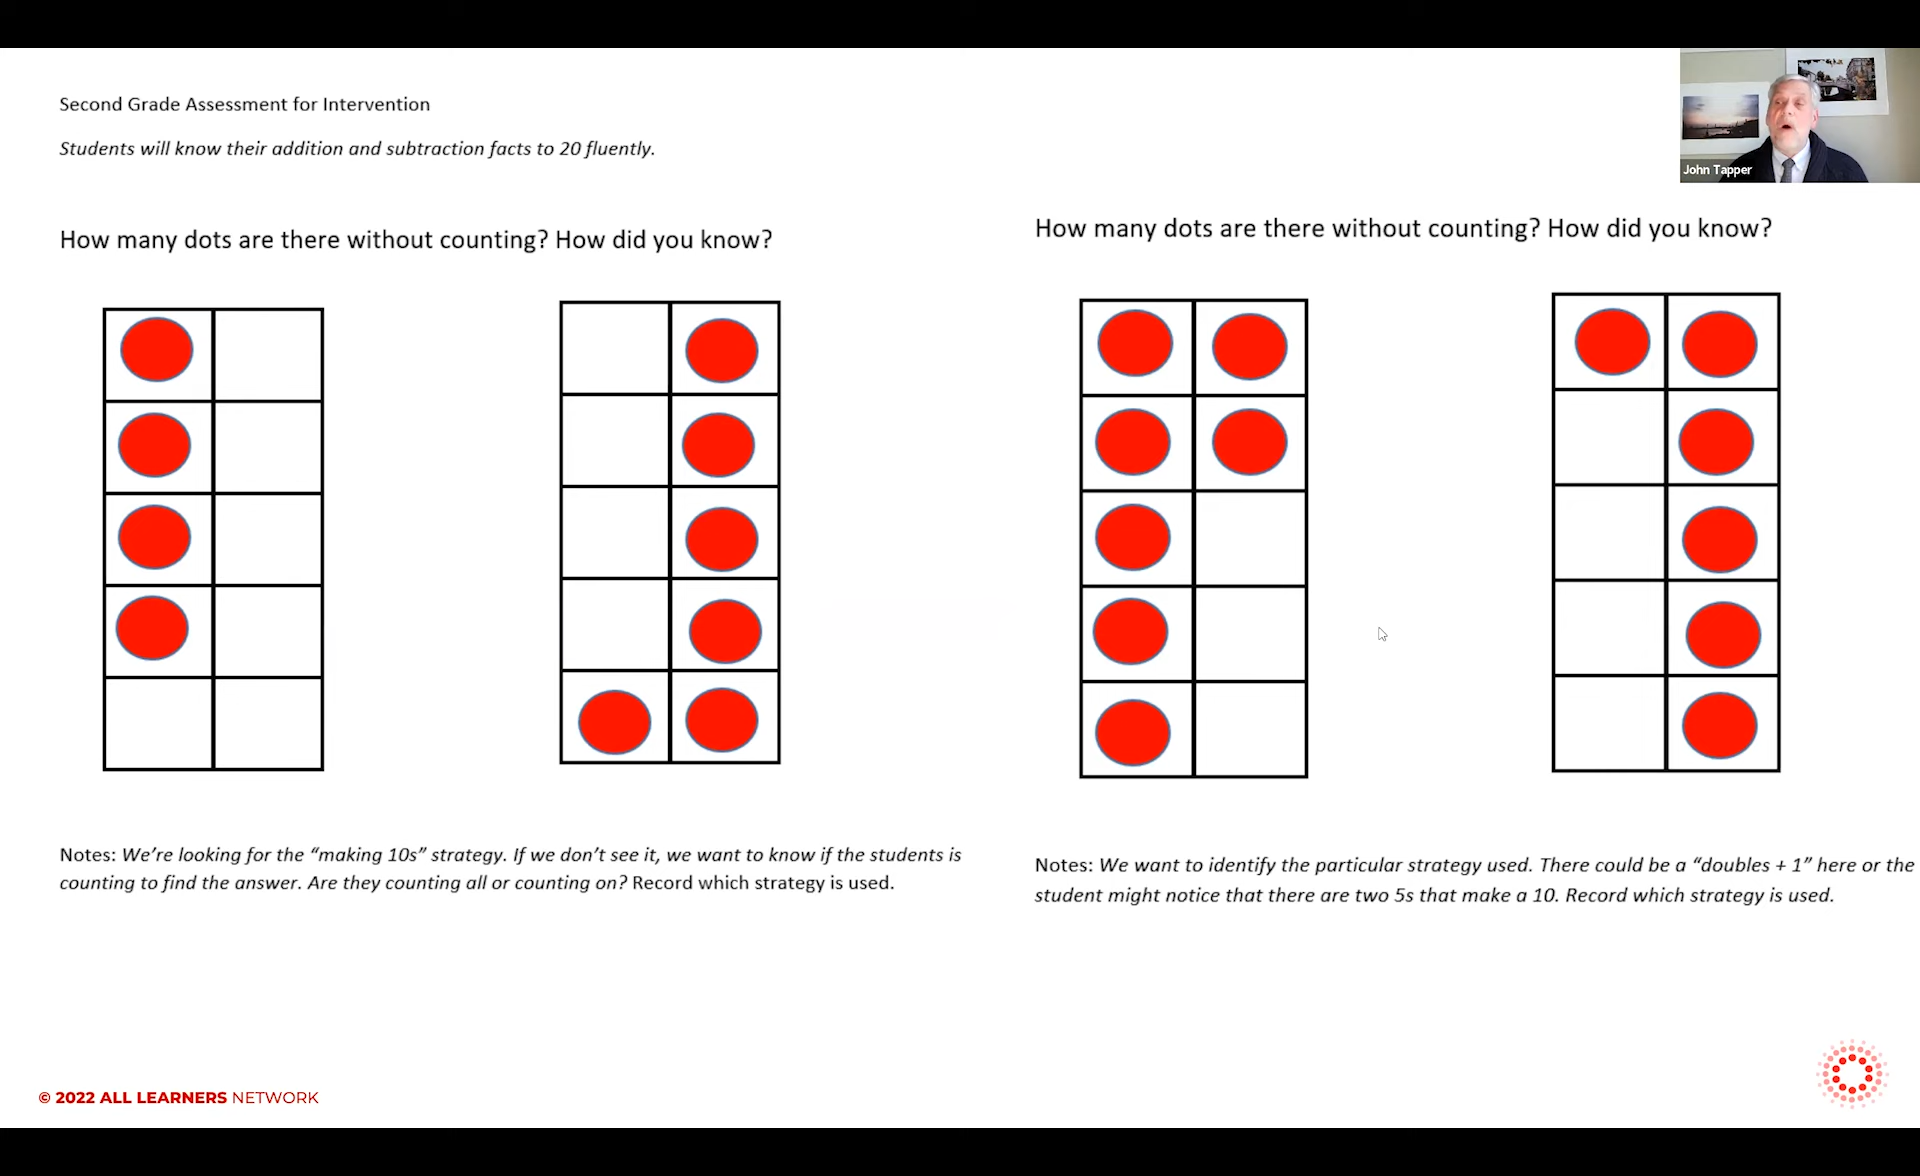 Second Grade Assessment for Intervention
Students will know their addition and subtraction facts to 20 fluently.
John Tapper
How many dots are there without counting? How did you know?
How many dots are there without counting? How did you know?
Notes: We're looking for the “making 10s” strategy. If we don't see it, we want to know if the students is
counting to find the answer. Are they counting all or counting on? Record which strategy is used.
Notes: We want to identify the particular strategy used. There could be a “doubles + 1” here or the
student might notice that there are two 5s that make a 10. Record which strategy is used.
© 2022 ALL LEARNERS NETWORK